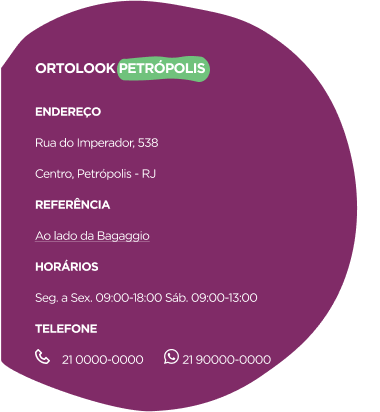 ORTOLOOK PETRÓPOLIS
ENDEREÇO
Rua do Imperador, 538
Centro, Petrópolis - RJ
REFERÊNCIA
Ao lado da Bagaggio
HORÁRIOS
Seg. a Sex. 09:00-18:00 Sáb. 09:00-13:00
TELEFONE
21 0000-0000 21 90000-0000